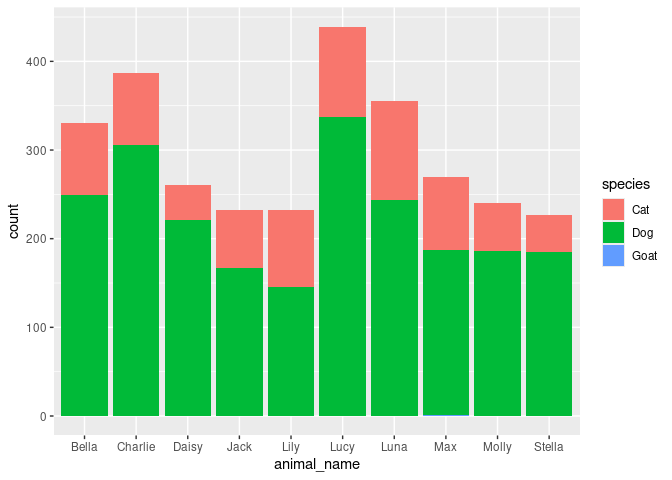 400
300
200
100
0
count
Bella Charlie Daisy Jack Lily Lucy Luna Max Molly Stella
animal_name
species
Cat
Dog
Goat